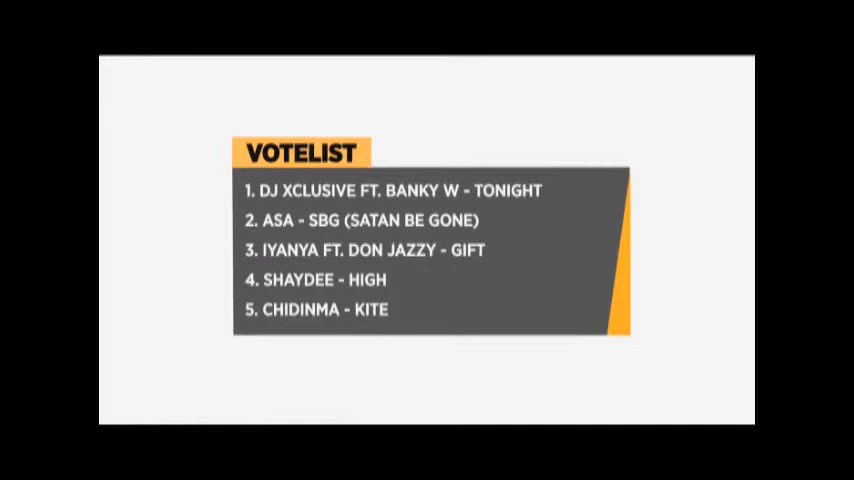 VOTELIST
1. DJ XCLUSIVE FT. BANKY W - TONIGHT
2. ASA - SBG (SATAN BE GONE)
3. IYANYA FT. DON JAZZY - GIFT
4. SHAYDEE - HIGH
5. CHIDINMA - KITE